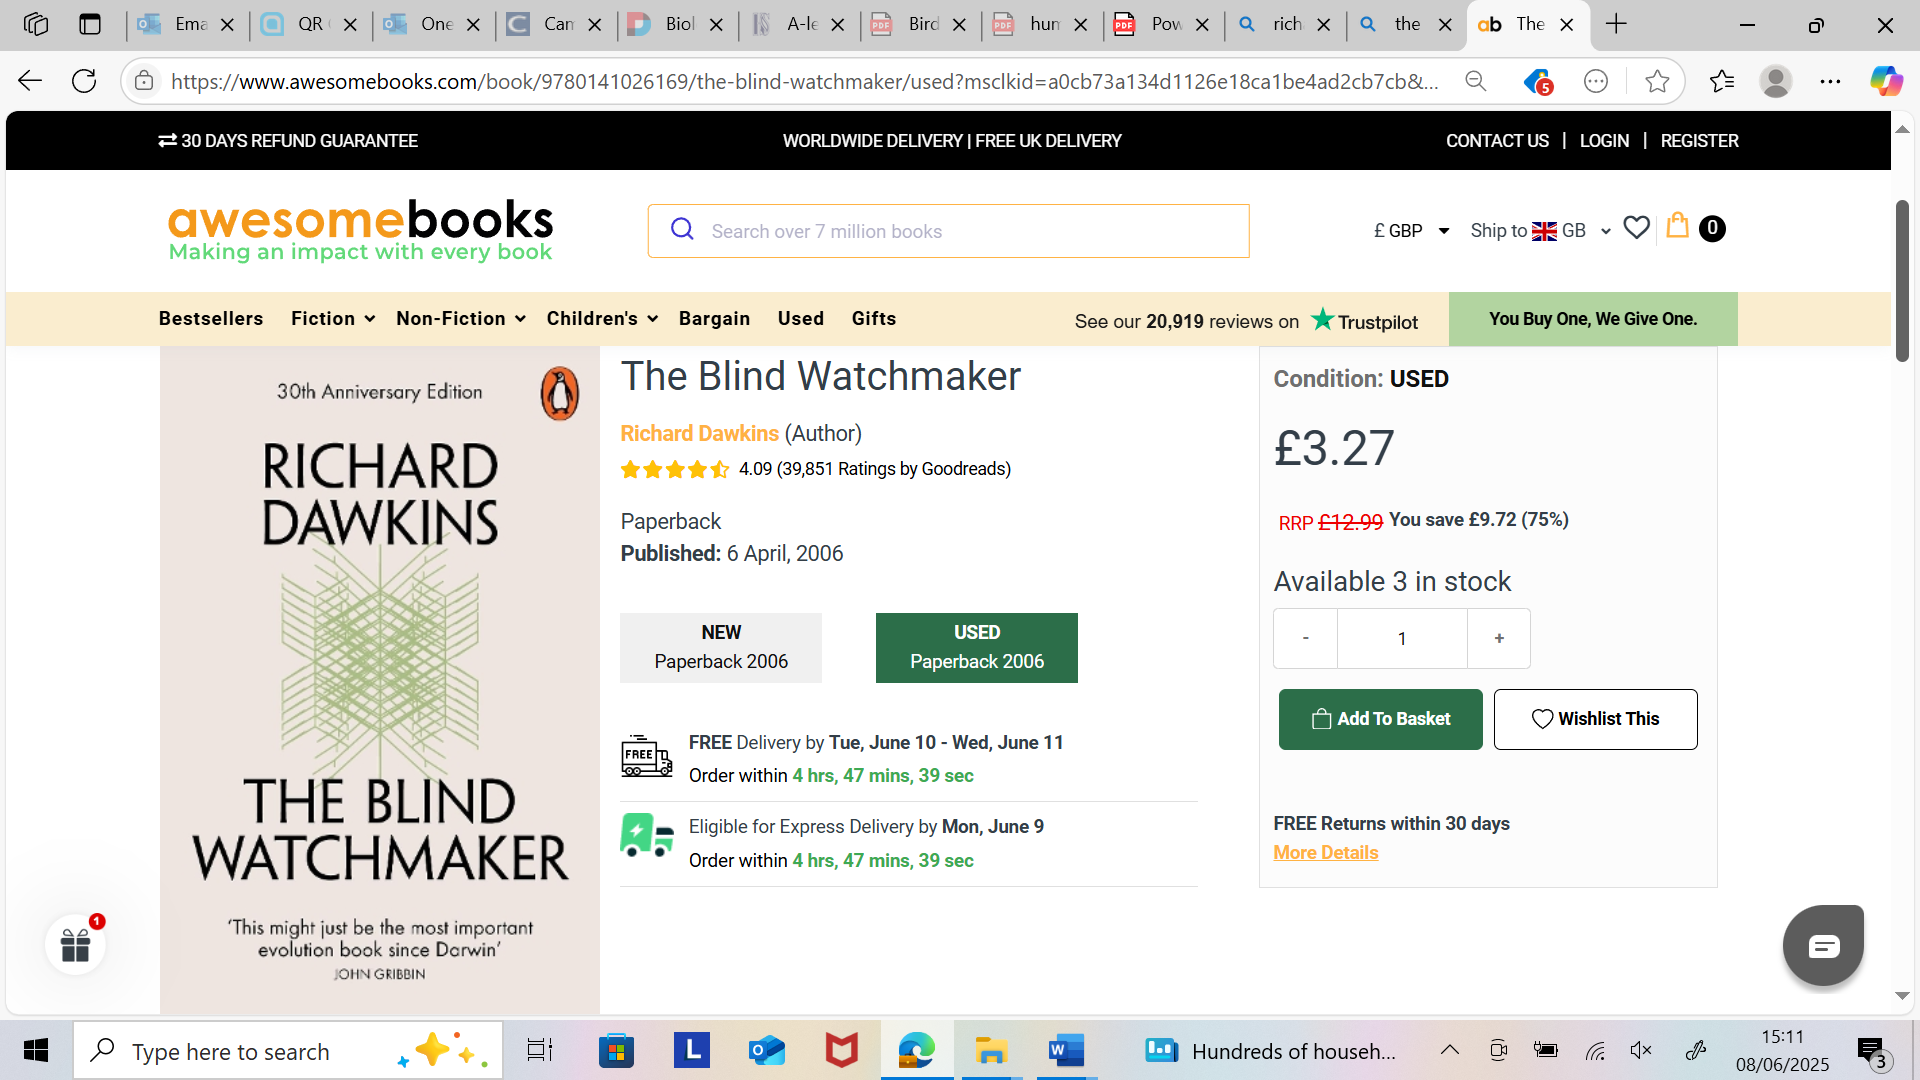 Ema
QR
One
Can
Biol
A-le
Bird
hum
Pow
rich
the
ab The
https://www.awesomebooks.com/book/9780141026169/the-blind-watchmaker/used?msclkid=a0cb73a134d1126e18ca1be4ad2cb7cb&...
5
30 DAYS REFUND GUARANTEE
WORLDWIDE DELIVERY | FREE UK DELIVERY
CONTACT US | LOGIN | REGISTER
awesomebooks
Making an impact with every book
Search over 7 million books
£ GBP
Ship to GB
0
Bestsellers Fiction Non-Fiction Children's Bargain Used Gifts
See our 20,919 reviews on Trustpilot
You Buy One, We Give One.
30th Anniversary Edition
RICHARD
DAWKINS
THE BLIND
WATCHMAKER
'This might just be the most important
evolution book since Darwin'
JOHN GRIBBIN
1
The Blind Watchmaker
Richard Dawkins (Author)
4.09 (39,851 Ratings by Goodreads)
Paperback
Published: 6 April, 2006
NEW
Paperback 2006
USED
Paperback 2006
FREE
FREE Delivery by Tue, June 10 - Wed, June 11
Order within 4 hrs, 47 mins, 39 sec
Eligible for Express Delivery by Mon, June 9
Order within 4 hrs, 47 mins, 39 sec
Condition: USED
£3.27
RRP £12.99 You save £9.72 (75%)
Available 3 in stock
- 1 +
Add To Basket
Wishlist This
FREE Returns within 30 days
More Details
Type here to search
L
W
Hundreds of househ...
15:11
08/06/2025
3